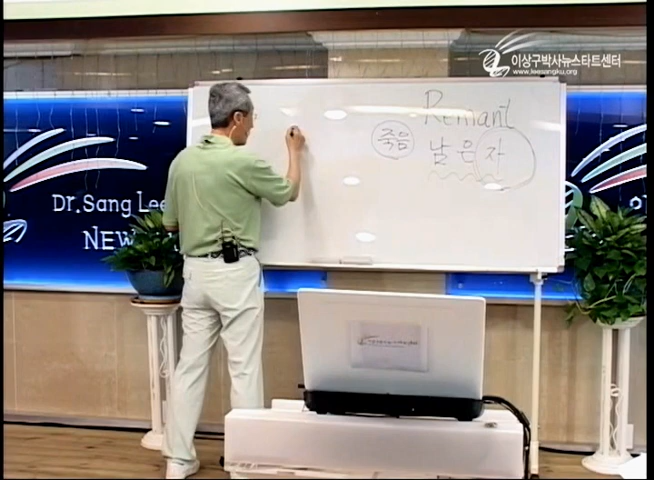 이상구박사뉴스타트센터
www.leesangku.org
Remnant
죽음 남은 자
Dr.Sang Lee
NEW